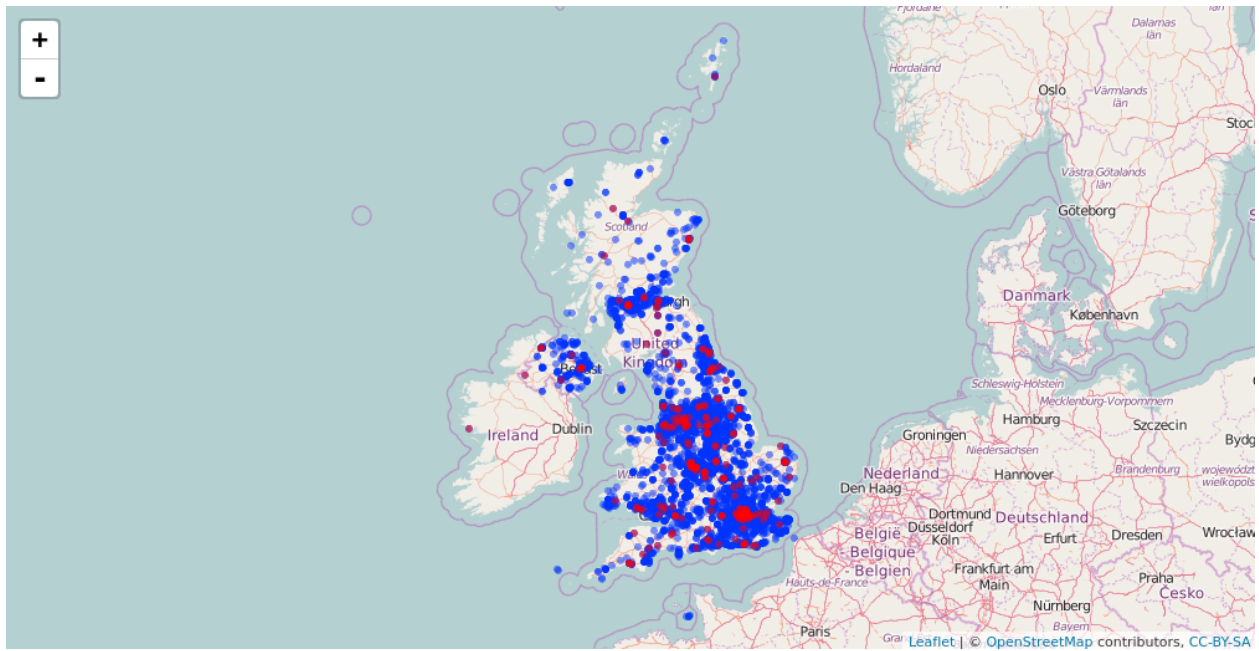 +
-
Fjordane
län
Dalarnas
län
Hordaland
Oslo
Värmlands
län
Stoc
Västra Götalands
län
Göteborg
Scotland
Danmark
København
United
Kingdom
Schleswig-Holstein
Mecklenburg-Vorpommern
Hamburg
Szczecin
Groningen
Ireland
Dublin
Niedersachsen
Bydg
Nederland
Hannover
Brandenburg
województ
wielkopols
Den Haag
Dortmund
Deutschland
Düsseldorf
Köln
Erfurt
Dresden
Wrocław
België
- Belgique
- Belgien
Frankfurt am
Main
Praha
Česko
Hauts-de-France
Nürnberg
Bayern
Paris
Leaflet | © OpenStreetMap contributors, CC-BY-SA